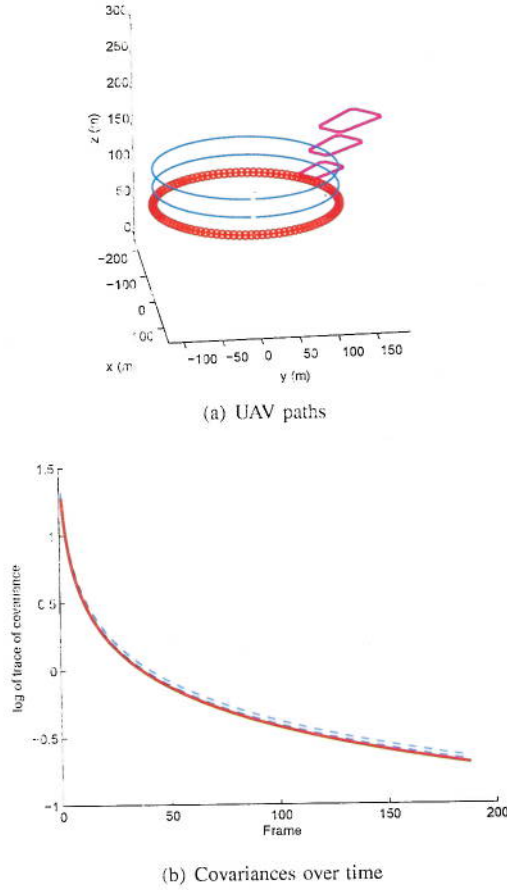 300
250
200
150
100
50
0
z (m)
-200
-100
0
100
x (m
-100 -50 0 50 100 150
y (m)
(a) UAV paths
1.5
1
0.5
0
-0.5
-1
log of trace of covariance
0 50 100 150 200
Frame
(b) Covariances over time